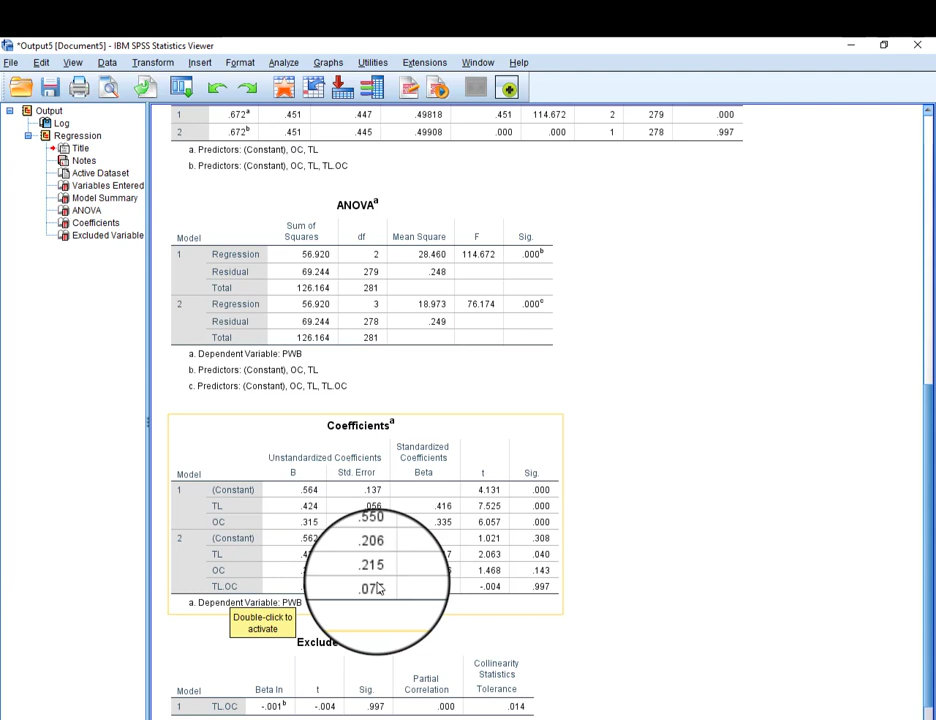 *Output5 [Document5] - IBM SPSS Statistics Viewer
File Edit View Data Transform Insert Format Analyze Graphs Utilities Extensions Window Help
Output
Log
Regression
Title
Notes
Active Dataset
Variables Entered
Model Summary
ANOVA
Coefficients
Excluded Variable
1 .672a .451 .447 .49818 .451 114.672 2 279 .000
2 .672b .451 .445 .49908 .000 .000 1 278 .997
a. Predictors: (Constant), OC, TL
b. Predictors: (Constant), OC, TL, TL.OC
ANOVAa
Model Sum of Squares df Mean Square F Sig.
1 Regression 56.920 2 28.460 114.672 .000b
Residual 69.244 279 .248
Total 126.164 281
2 Regression 56.920 3 18.973 76.174 .000c
Residual 69.244 278 .249
Total 126.164 281
a. Dependent Variable: PWB
b. Predictors: (Constant), OC, TL
c. Predictors: (Constant), OC, TL, TL.OC
Coefficientsa
Unstandardized Coefficients Standardized Coefficients
Model B Std. Error Beta t Sig.
1 (Constant) .564 .137 4.131 .000
TL .424 .056 .416 7.525 .000
OC .315 .335 6.057 .000
2 (Constant) .562 .550 1.021 .308
TL .206 2.063 .040
OC .215 1.468 .143
TL.OC -.004 .997
a. Dependent Variable: PWB
Double-click to
activate
Model Beta In t Sig. Partial Correlation Collinearity Statistics Tolerance
1 TL.OC -.001b -.004 .997 .000 .014